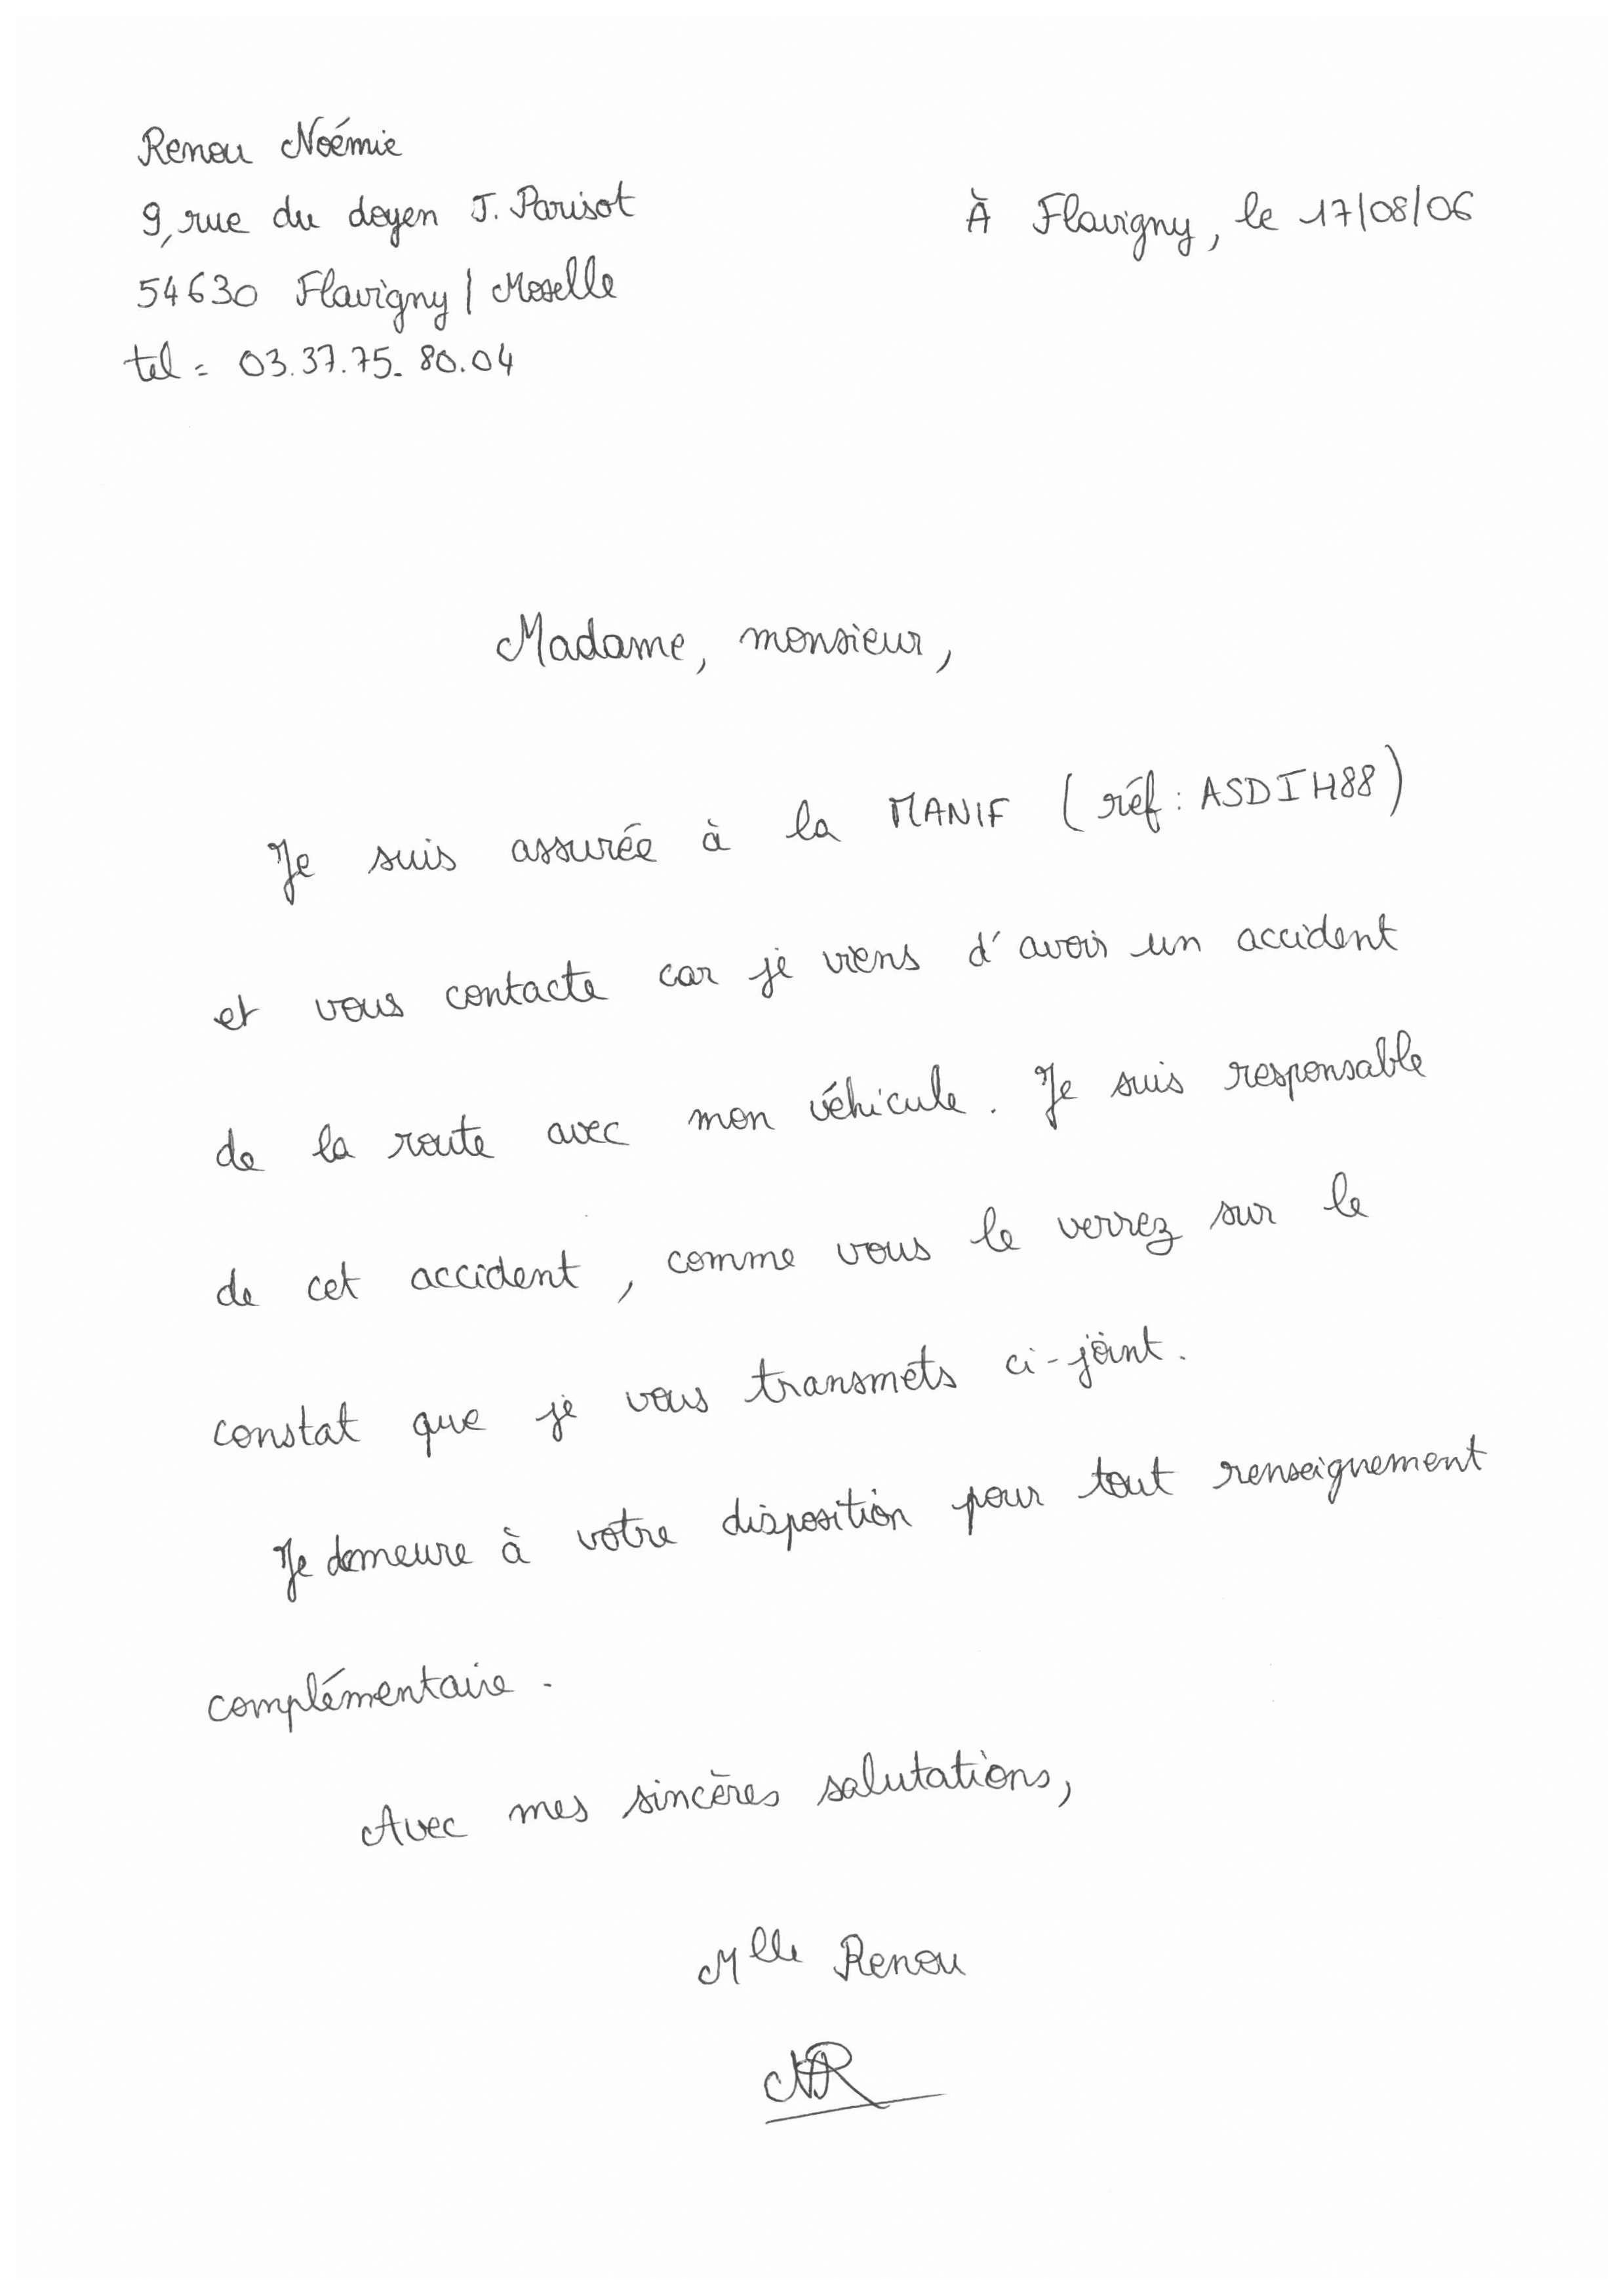 Renou Noémie
9, rue du doyen J. Parisot
À Flavigny, le 17/08/06
54630 Flavigny / Moselle
tel = 03.37.75.80.04
Madame, monsieur,
Je suis assurée à la MANIF (réf : ASDIH88)
et vous contacte car je viens d'avoir un accident
de la route avec mon véhicule. Je suis responsable
de cet accident, comme vous le verrez sur le
constat que je vous transmets ci-joint.
Je demeure à votre disposition pour tout renseignement
complémentaire.
Avec mes sincères salutations,
Mlle Renou
NR